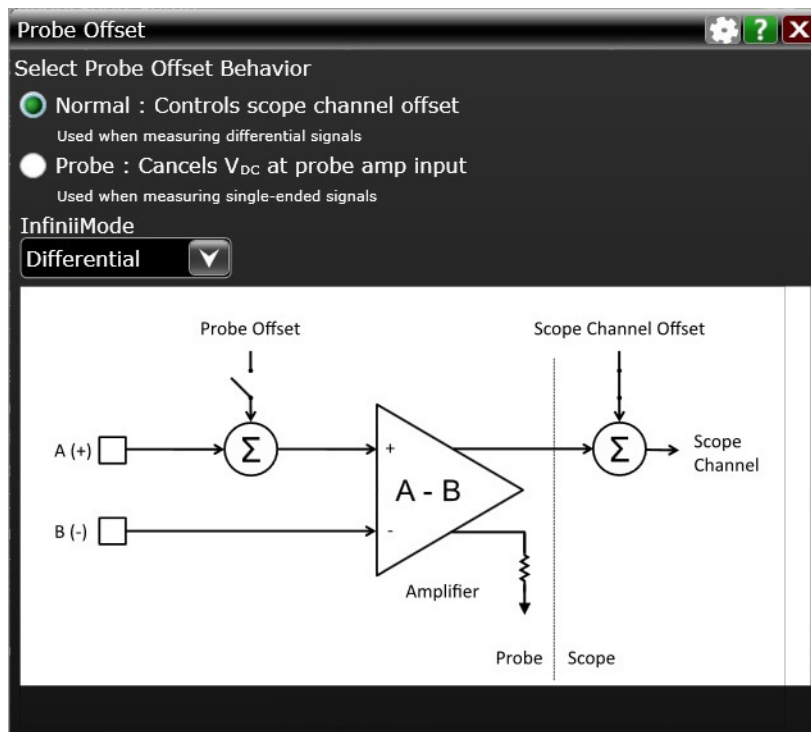 Probe Offset
?
X
Select Probe Offset Behavior
Normal : Controls scope channel offset
Used when measuring differential signals
Probe : Cancels VDC at probe amp input
Used when measuring single-ended signals
InfiniiMode
Differential
Probe Offset
Scope Channel Offset
A (+)
Σ
+
A - B
Σ
Scope
Channel
B (-)
-
Amplifier
Probe
Scope